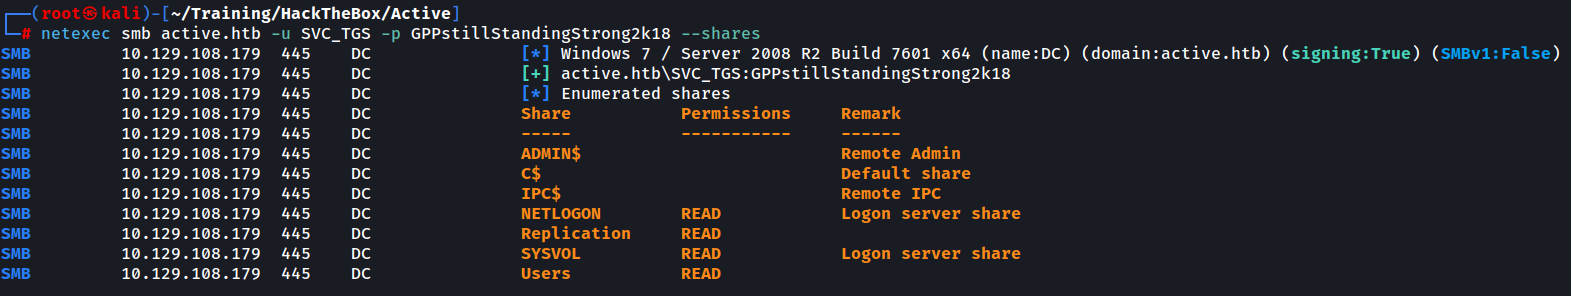 ┌──(root㉿kali)-[~/Training/HackTheBox/Active]
└─# netexec smb active.htb -u SVC_TGS -p GPPstillStandingStrong2k18 --shares
SMB 10.129.108.179 445 DC [*] Windows 7 / Server 2008 R2 Build 7601 x64 (name:DC) (domain:active.htb) (signing:True) (SMBv1:False)
SMB 10.129.108.179 445 DC [+] active.htb\SVC_TGS:GPPstillStandingStrong2k18
SMB 10.129.108.179 445 DC [*] Enumerated shares
SMB 10.129.108.179 445 DC Share Permissions Remark
SMB 10.129.108.179 445 DC ----- ----------- ------
SMB 10.129.108.179 445 DC ADMIN$ Remote Admin
SMB 10.129.108.179 445 DC C$ Default share
SMB 10.129.108.179 445 DC IPC$ Remote IPC
SMB 10.129.108.179 445 DC NETLOGON READ Logon server share
SMB 10.129.108.179 445 DC Replication READ
SMB 10.129.108.179 445 DC SYSVOL READ Logon server share
SMB 10.129.108.179 445 DC Users READ